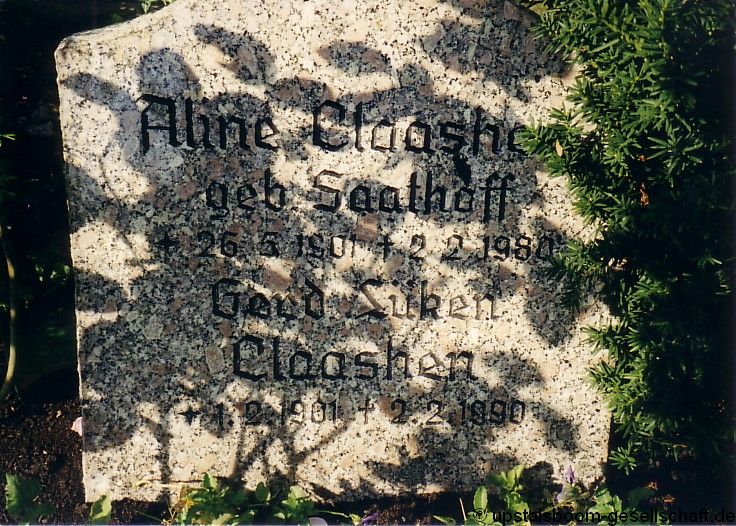 Aline Claashen
geb Saathoff
* 26.5.1901 † 2.2.1980
Gerd Lüken
Claashen
* 1.2.1901 † 2.2.1990
© upstalsboom-gesellschaft.de